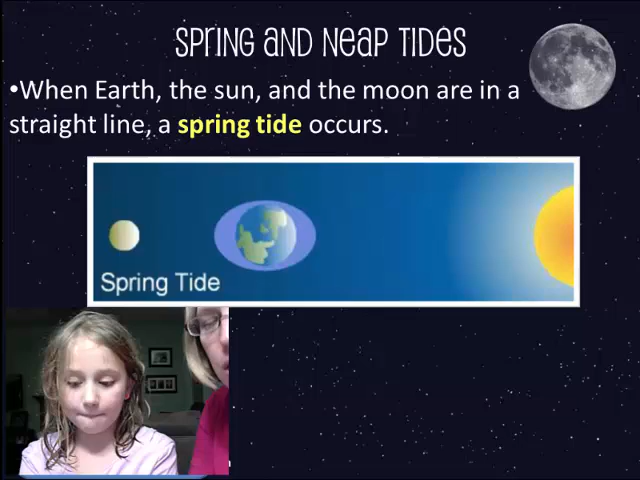 Spring and Neap Tides
•When Earth, the sun, and the moon are in a
straight line, a spring tide occurs.
Spring Tide